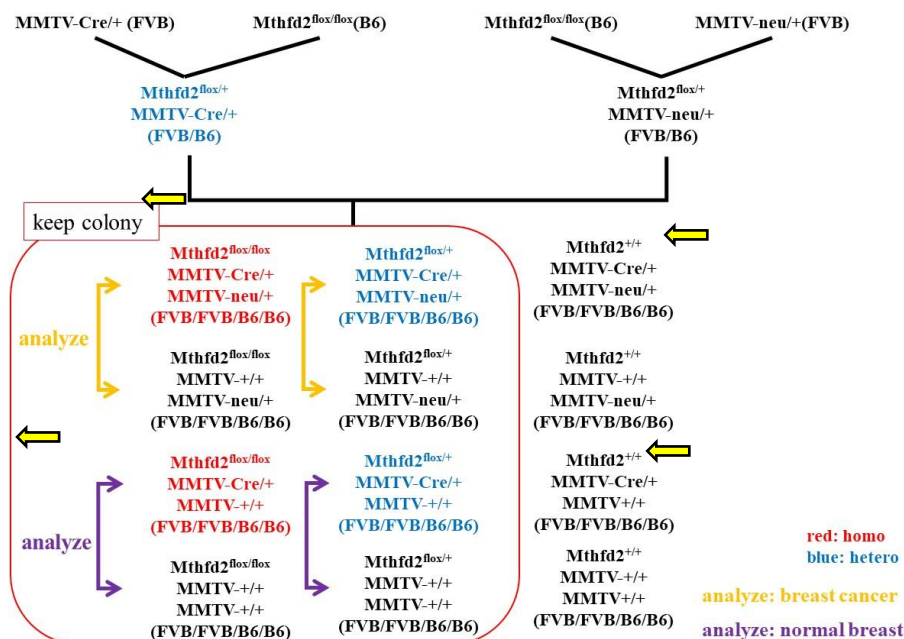 MMTV-Cre/+ (FVB)
Mthfd2flox/flox(B6)
Mthfd2flox/flox(B6)
MMTV-neu/+(FVB)
Mthfd2flox/+
MMTV-Cre/+
(FVB/B6)
Mthfd2flox/+
MMTV-neu/+
(FVB/B6)
keep colony
analyze
Mthfd2flox/flox
MMTV-Cre/+
MMTV-neu/+
(FVB/FVB/B6/B6)
Mthfd2flox/+
MMTV-Cre/+
MMTV-neu/+
(FVB/FVB/B6/B6)
Mthfd2+/+
MMTV-Cre/+
MMTV-neu/+
(FVB/FVB/B6/B6)
Mthfd2flox/flox
MMTV-+/+
MMTV-neu/+
(FVB/FVB/B6/B6)
Mthfd2flox/+
MMTV-+/+
MMTV-neu/+
(FVB/FVB/B6/B6)
Mthfd2+/+
MMTV-+/+
MMTV-neu/+
(FVB/FVB/B6/B6)
analyze
Mthfd2flox/flox
MMTV-Cre/+
MMTV-+/+
(FVB/FVB/B6/B6)
Mthfd2flox/+
MMTV-Cre/+
MMTV-+/+
(FVB/FVB/B6/B6)
Mthfd2+/+
MMTV-Cre/+
MMTV+/+
(FVB/FVB/B6/B6)
Mthfd2flox/flox
MMTV-+/+
MMTV-+/+
(FVB/FVB/B6/B6)
Mthfd2flox/+
MMTV-+/+
MMTV-+/+
(FVB/FVB/B6/B6)
Mthfd2+/+
MMTV-+/+
MMTV+/+
(FVB/FVB/B6/B6)
red: homo
blue: hetero
analyze: breast cancer
analyze: normal breast